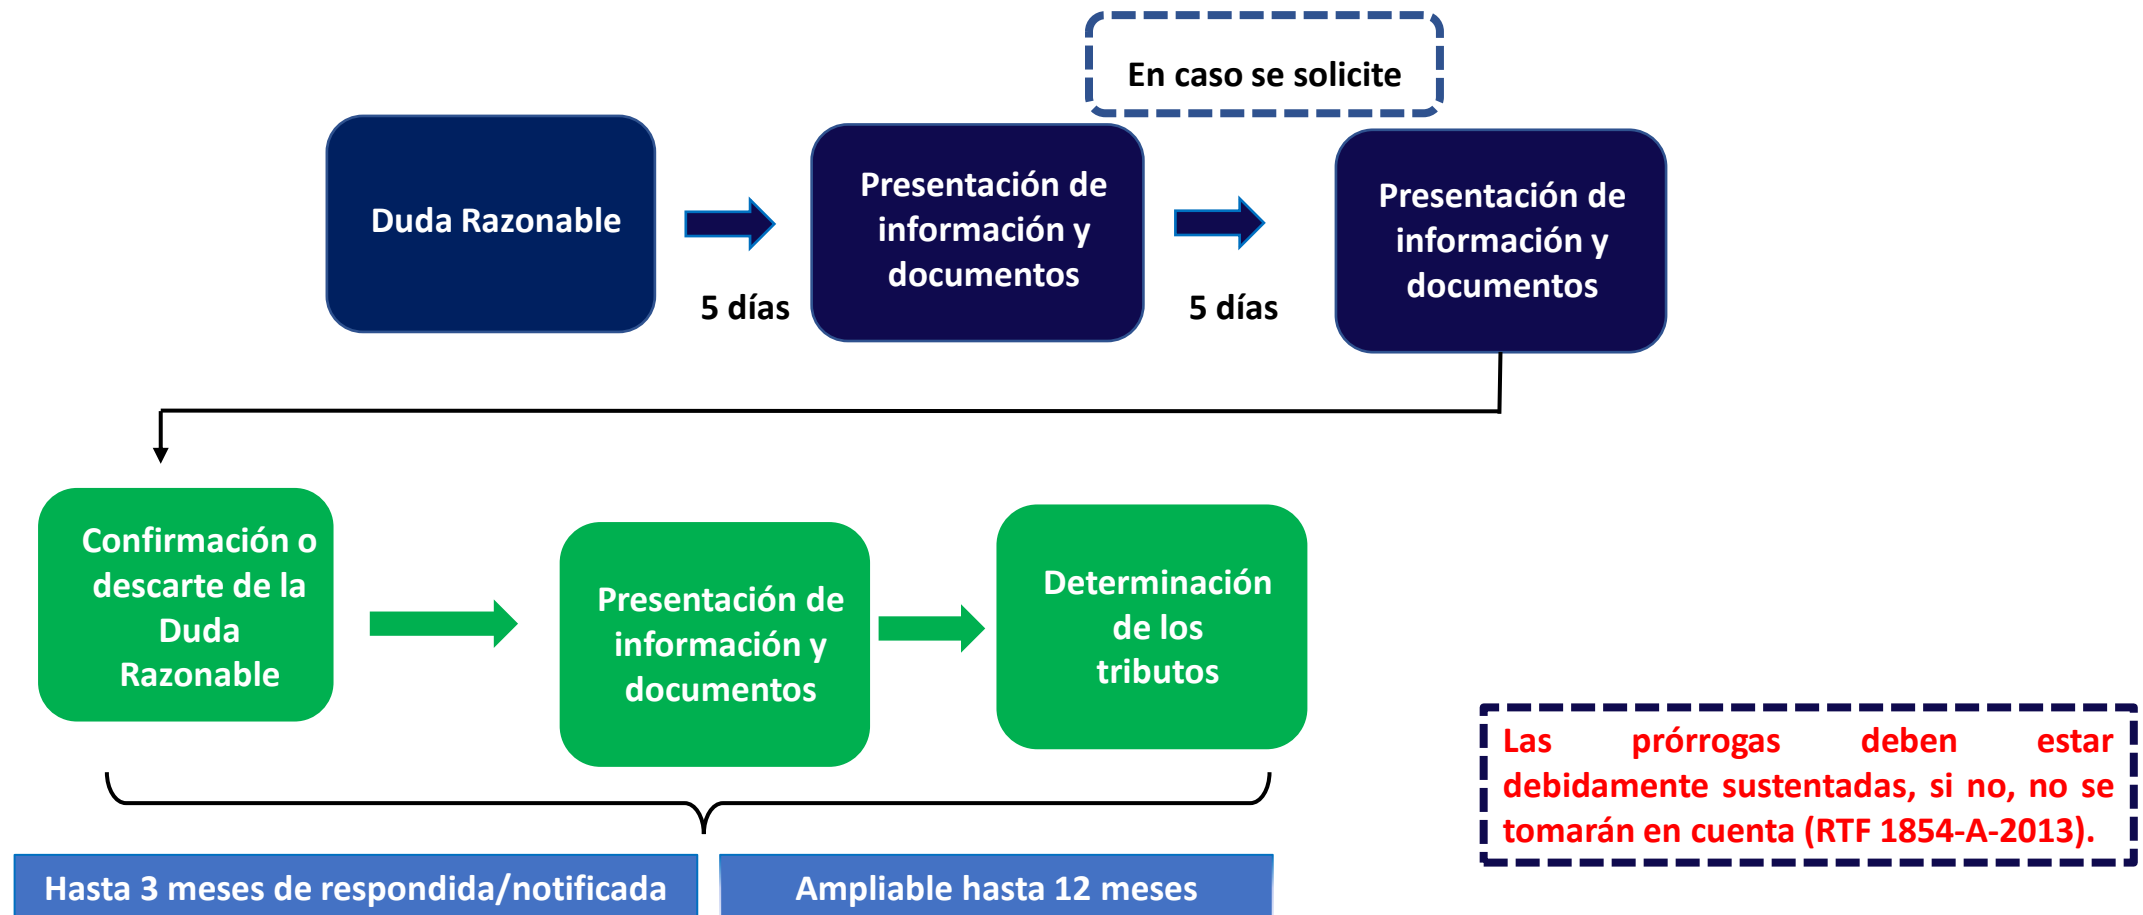 En caso se solicite
Duda Razonable
5 días
Presentación de
información y
documentos
5 días
Presentación de
información y
documentos
Confirmación o
descarte de la
Duda
Razonable
Presentación de
información y
documentos
Determinación
de los
tributos
Las prórrogas deben estar
debidamente sustentadas, si no, no se
tomarán en cuenta (RTF 1854-A-2013).
Hasta 3 meses de respondida/notificada
Ampliable hasta 12 meses